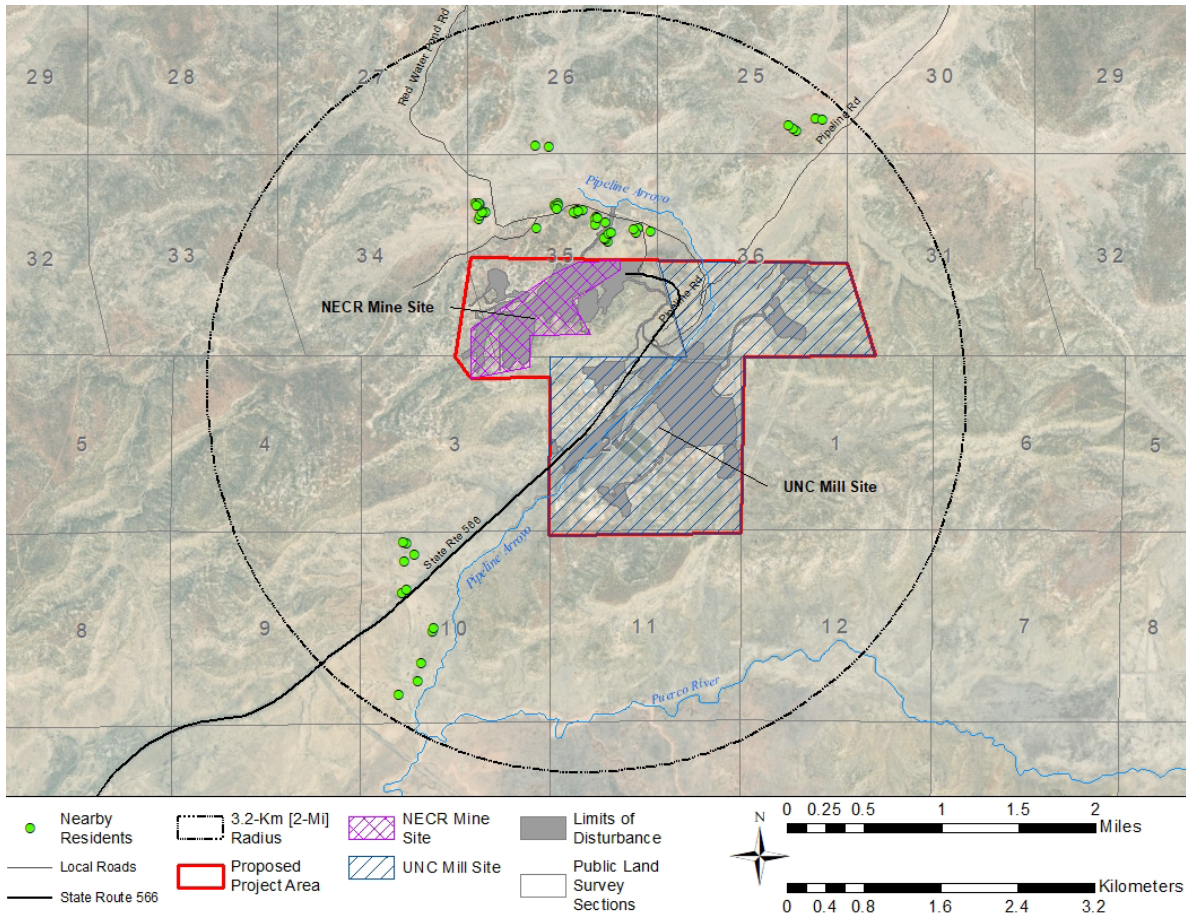 29
28
27
26
25
30
29
Red Water Pond Rd
Pipeline Rd
Pipeline Arroyo
32
33
34
35
36
31
32
NECR Mine Site
Pipeline Rd
5
4
3
2
1
6
5
UNC Mill Site
State Rte 566
Pipeline Arroyo
8
9
10
11
12
7
8
Puerco River
Nearby
Residents
Local Roads
State Route 566
3.2-Km [2-Mi]
Radius
Proposed
Project Area
NECR Mine
Site
UNC Mill Site
Limits of
Disturbance
Public Land
Survey
Sections
N
0 0.25 0.5 1 1.5 2
Miles
Kilometers
0 0.4 0.8 1.6 2.4 3.2